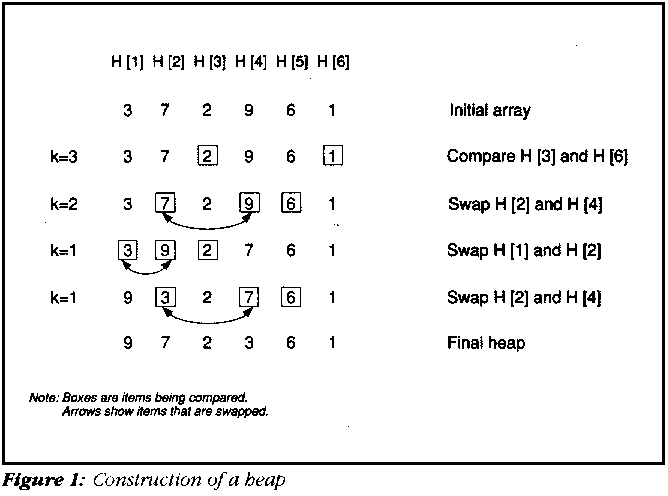 H [1] H [2] H [3] H [4] H [5] H [6]
3 7 2 9 6 1 Initial array
k=3 3 7 2 9 6 1 Compare H [3] and H [6]
k=2 3 7 2 9 6 1 Swap H [2] and H [4]
k=1 3 9 2 7 6 1 Swap H [1] and H [2]
k=1 9 3 2 7 6 1 Swap H [2] and H [4]
9 7 2 3 6 1 Final heap
Note: Boxes are items being compared.
Arrows show items that are swapped.
Figure 1: Construction of a heap